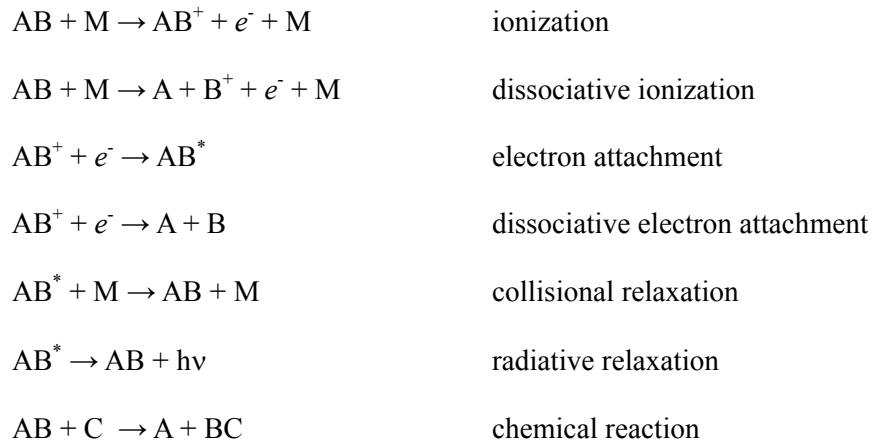 AB + M → AB⁺ + e⁻ + M ionization
AB + M → A + B⁺ + e⁻ + M dissociative ionization
AB⁺ + e⁻ → AB* electron attachment
AB⁺ + e⁻ → A + B dissociative electron attachment
AB* + M → AB + M collisional relaxation
AB* → AB + hν radiative relaxation
AB + C → A + BC chemical reaction